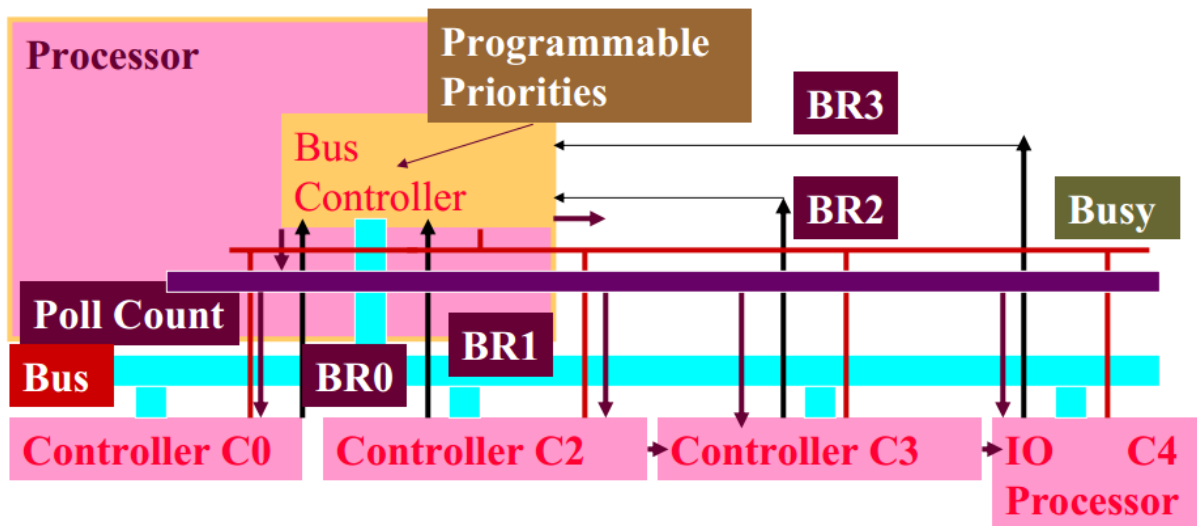 Processor
Programmable
Priorities
BR3
Bus
Controller
BR2
Busy
Poll Count
BR1
Bus
BR0
Controller C0
Controller C2
Controller C3
IO C4
Processor